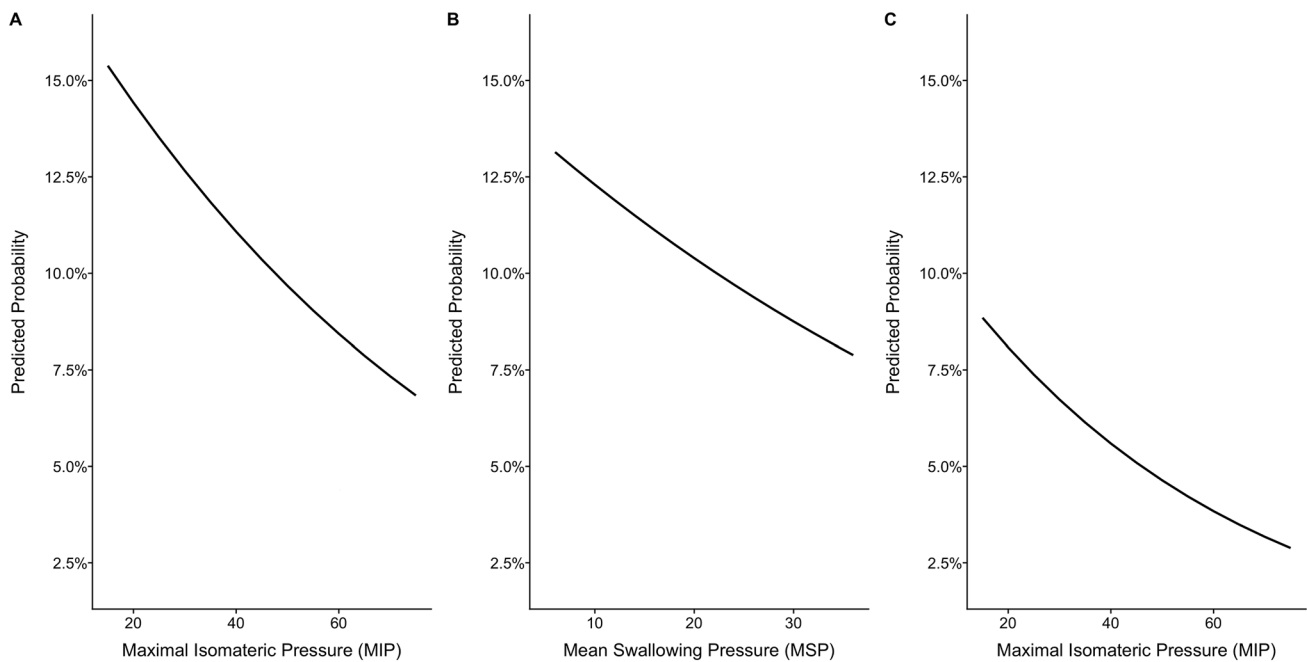 A
Predicted Probability
15.0%
12.5%
10.0%
7.5%
5.0%
2.5%
20 40 60
Maximal Isomateric Pressure (MIP)
B
Predicted Probability
15.0%
12.5%
10.0%
7.5%
5.0%
2.5%
10 20 30
Mean Swallowing Pressure (MSP)
C
Predicted Probability
15.0%
12.5%
10.0%
7.5%
5.0%
2.5%
20 40 60
Maximal Isomateric Pressure (MIP)